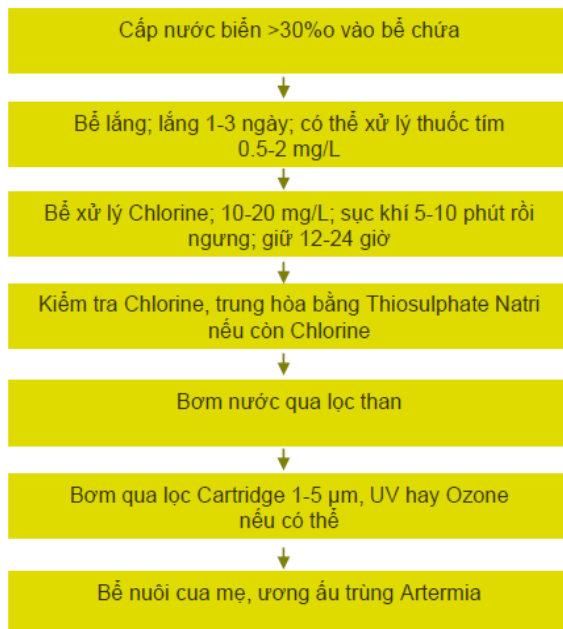 Cấp nước biển >30%o vào bể chứa
Bể lắng; lắng 1-3 ngày; có thể xử lý thuốc tím
0.5-2 mg/L
Bể xử lý Chlorine; 10-20 mg/L; sục khí 5-10 phút rồi
ngưng; giữ 12-24 giờ
Kiểm tra Chlorine, trung hòa bằng Thiosulphate Natri
nếu còn Chlorine
Bơm nước qua lọc than
Bơm qua lọc Cartridge 1-5 µm, UV hay Ozone
nếu có thể
Bể nuôi cua mẹ, ương ấu trùng Artermia